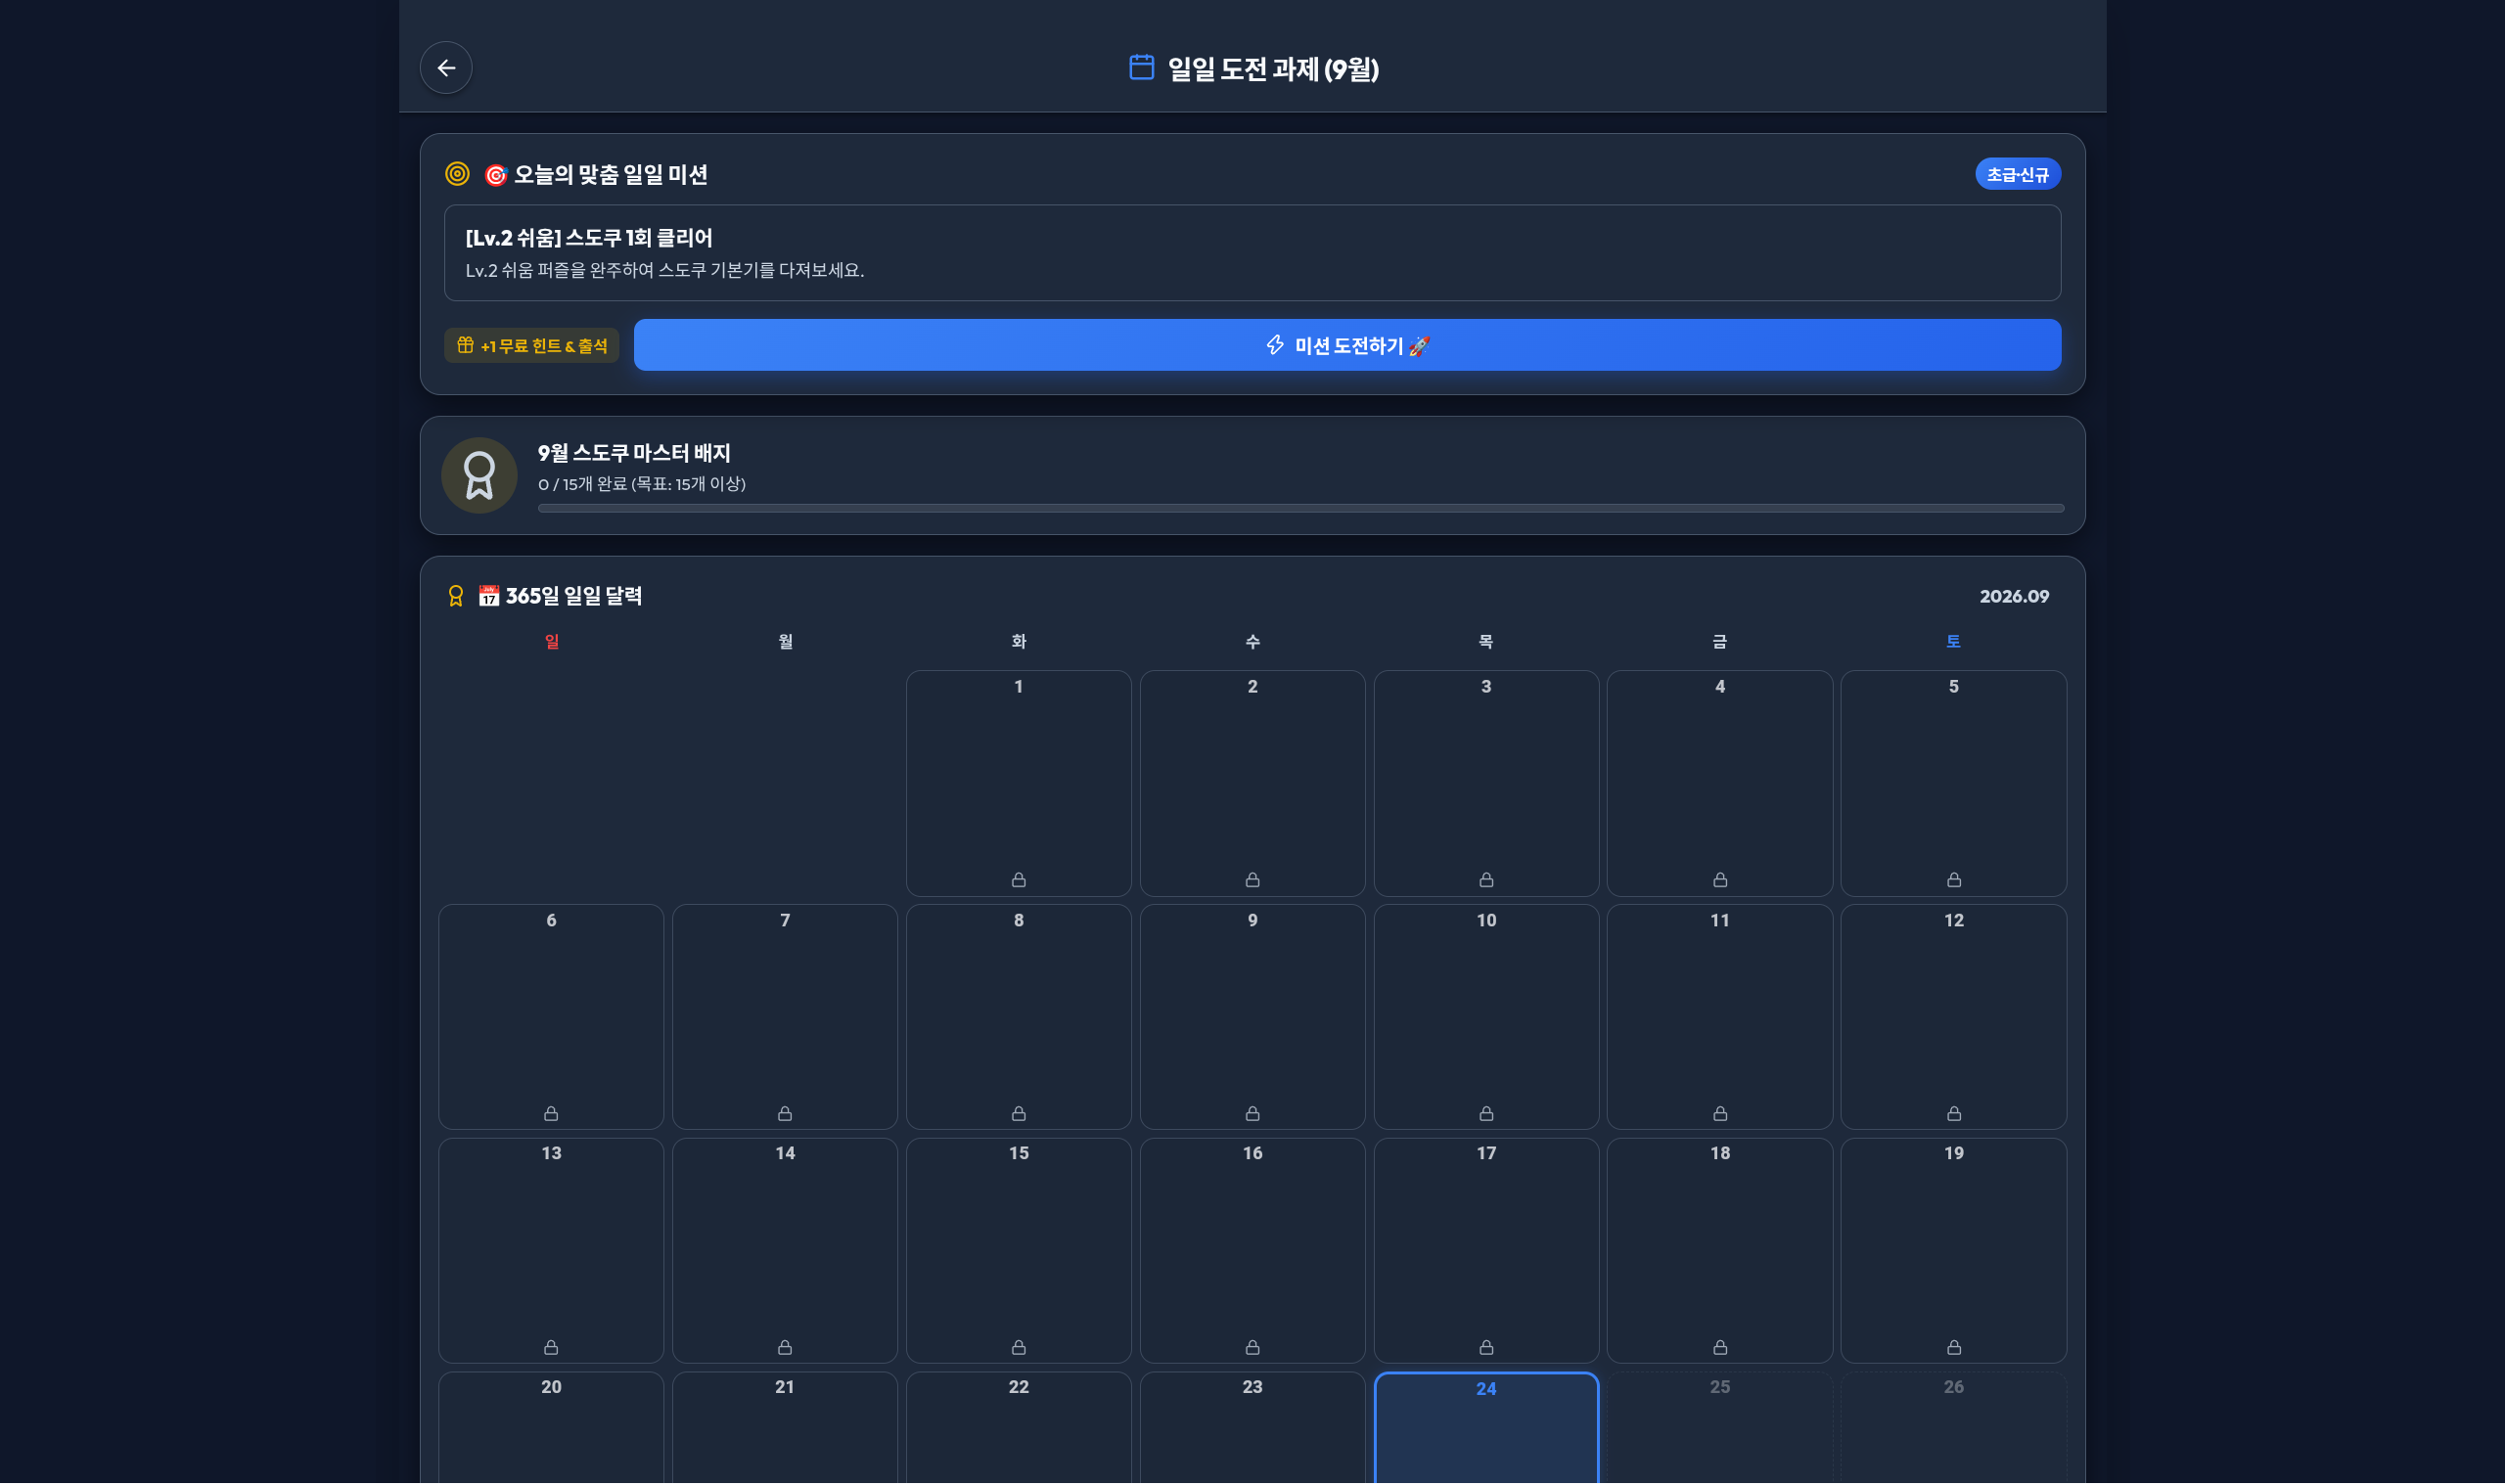 일일 도전 과제 (9월)
🎯 오늘의 맞춤 일일 미션
초급·신규
[Lv.2 쉬움] 스도쿠 1회 클리어
Lv.2 쉬움 퍼즐을 완주하여 스도쿠 기본기를 다져보세요.
+1 무료 힌트 & 출석
미션 도전하기 🚀
9월 스도쿠 마스터 배지
0 / 15개 완료 (목표: 15개 이상)
📅 365일 일일 달력
2026.09
일 월 화 수 목 금 토
1 2 3 4 5
6 7 8 9 10 11 12
13 14 15 16 17 18 19
20 21 22 23 24 25 26